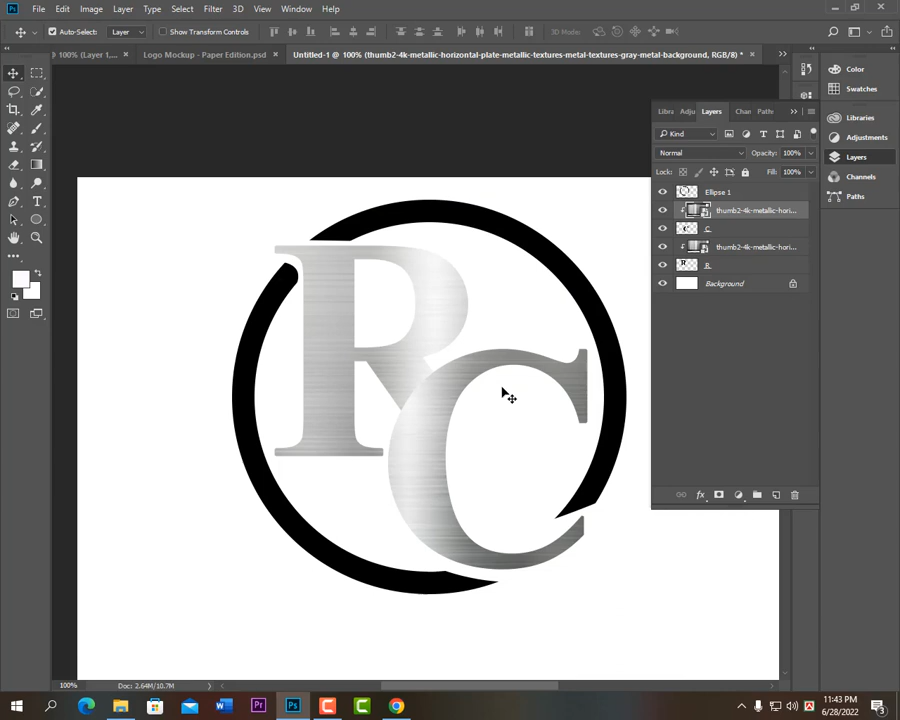 Ps File Edit Image Layer Type Select Filter 3D View Window Help
Auto-Select: Layer Show Transform Controls 3D Mode:
100% (Layer 1,... × Logo Mockup - Paper Edition.psd × Untitled-1 @ 100% (thumb2-4k-metallic-horizontal-plate-metallic-textures-metal-textures-gray-metal-background, RGB/8) * ×
Color
Swatches
Libraries
Adjustments
Layers
Channels
Paths
Libra Adju Layers Chan Paths
Kind
Normal Opacity: 100%
Lock: Fill: 100%
Ellipse 1
thumb2-4k-metallic-hori...
C
thumb2-4k-metallic-hori...
R
Background
R
C
100% Doc: 2.64M/10.7M
11:43 PM
6/28/2022
3